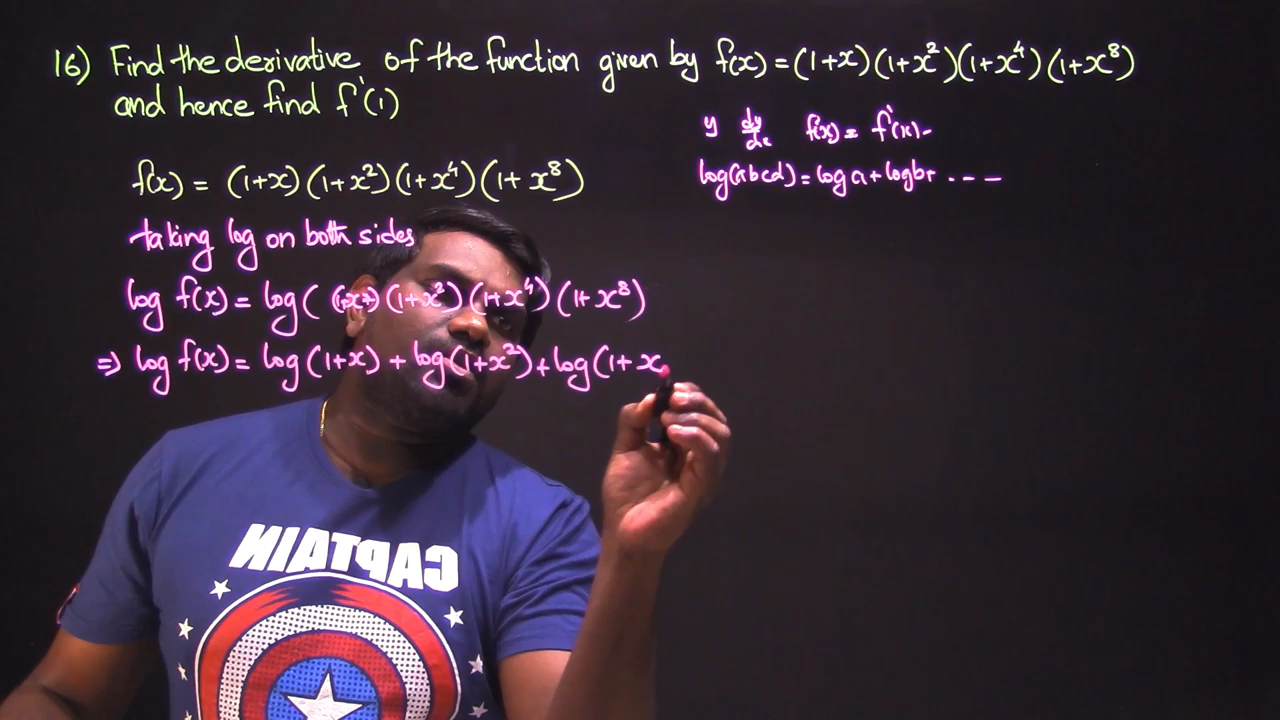 16) Find the derivative of the function given by f(x) = (1+x)(1+x²)(1+x⁴)(1+x⁸)
and hence find f'(1)
y dy/dx f(x) = f'(x)-
log(abcd) = log a + log b + - - -
f(x) = (1+x)(1+x²)(1+x⁴)(1+x⁸)
taking log on both sides
log f(x) = log( (1+x)(1+x²)(1+x⁴)(1+x⁸)
⇒ log f(x) = log(1+x) + log(1+x²) + log(1+x
CAPTAIN